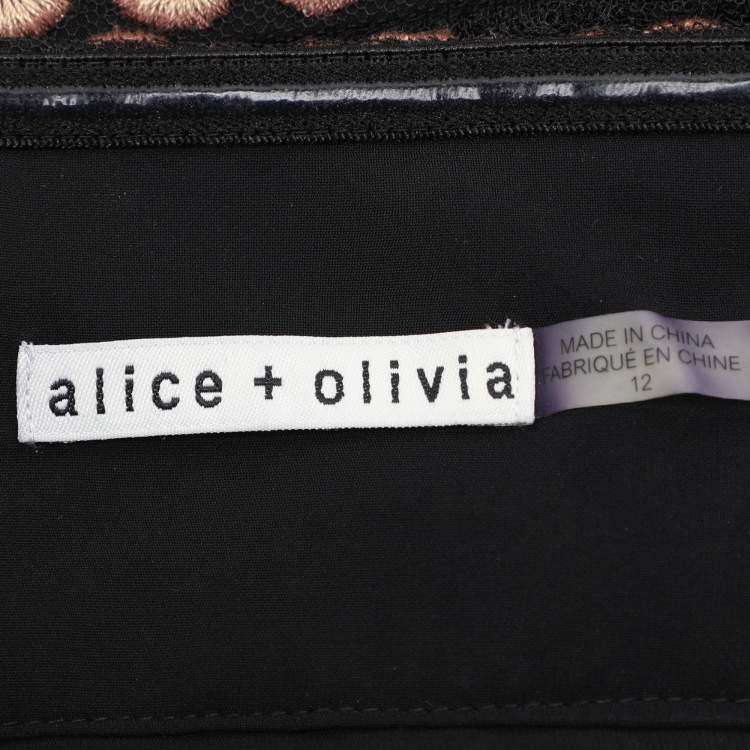 alice + olivia
MADE IN CHINA
FABRIQUÉ EN CHINE
12